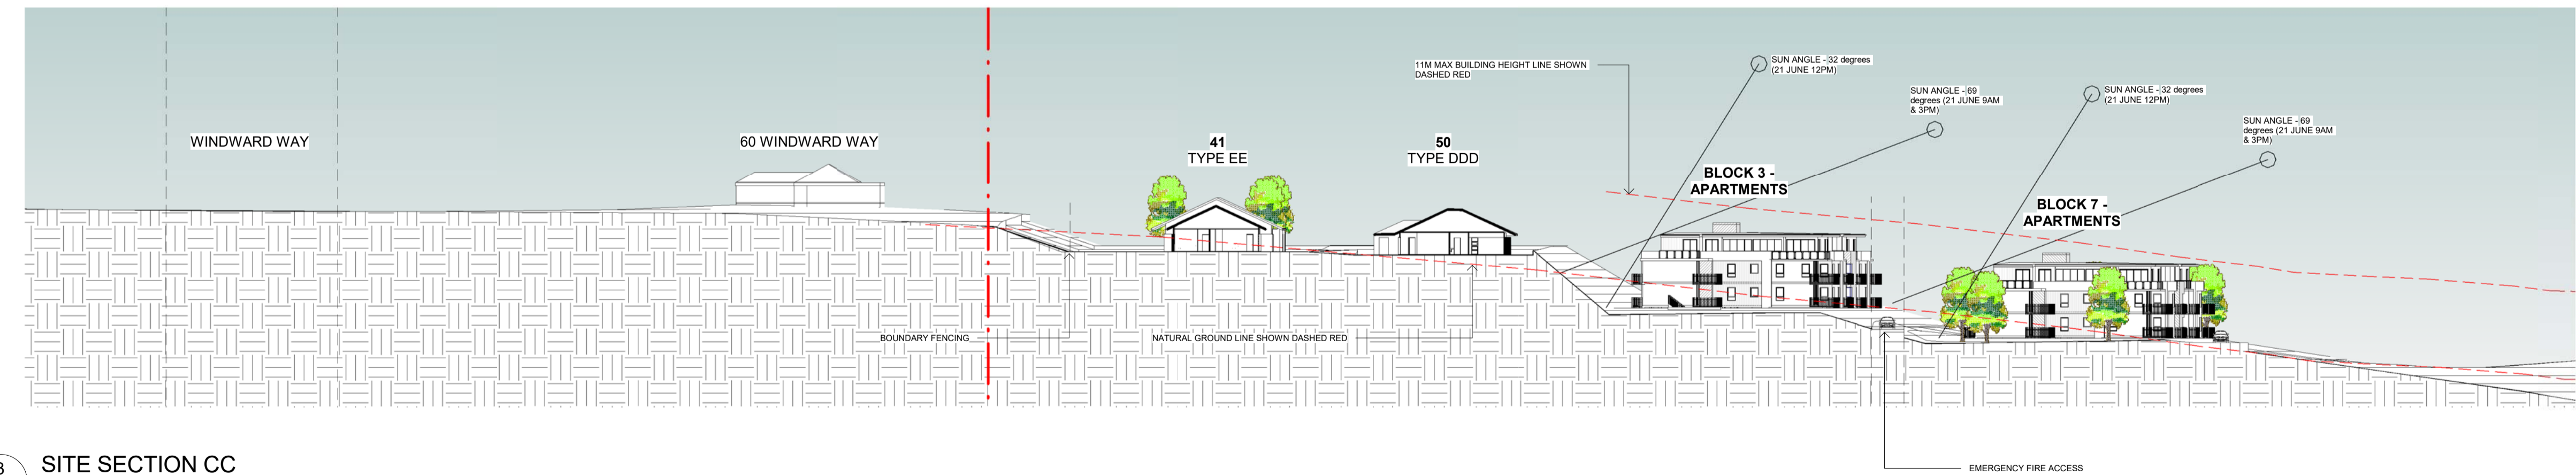 WINDWARD WAY
60 WINDWARD WAY
41
TYPE EE
50
TYPE DDD
11M MAX BUILDING HEIGHT LINE SHOWN
DASHED RED
SUN ANGLE - 32 degrees
(21 JUNE 12PM)
SUN ANGLE - 69
degrees (21 JUNE 9AM
& 3PM)
BLOCK 3 -
APARTMENTS
SUN ANGLE - 32 degrees
(21 JUNE 12PM)
SUN ANGLE - 69
degrees (21 JUNE 9AM
& 3PM)
BLOCK 7 -
APARTMENTS
BOUNDARY FENCING
NATURAL GROUND LINE SHOWN DASHED RED
EMERGENCY FIRE ACCESS
SITE SECTION CC